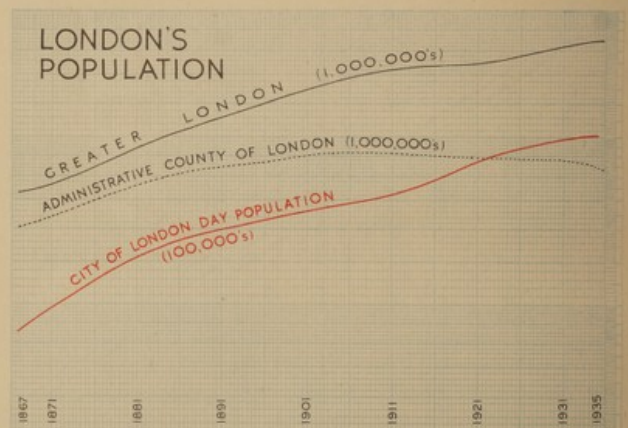 LONDON'S
POPULATION
GREATER LONDON (1,000,000's)
ADMINISTRATIVE COUNTY OF LONDON (1,000,000's)
CITY OF LONDON DAY POPULATION
(100,000's)
1867
1871
1881
1891
1901
1911
1921
1931
1935